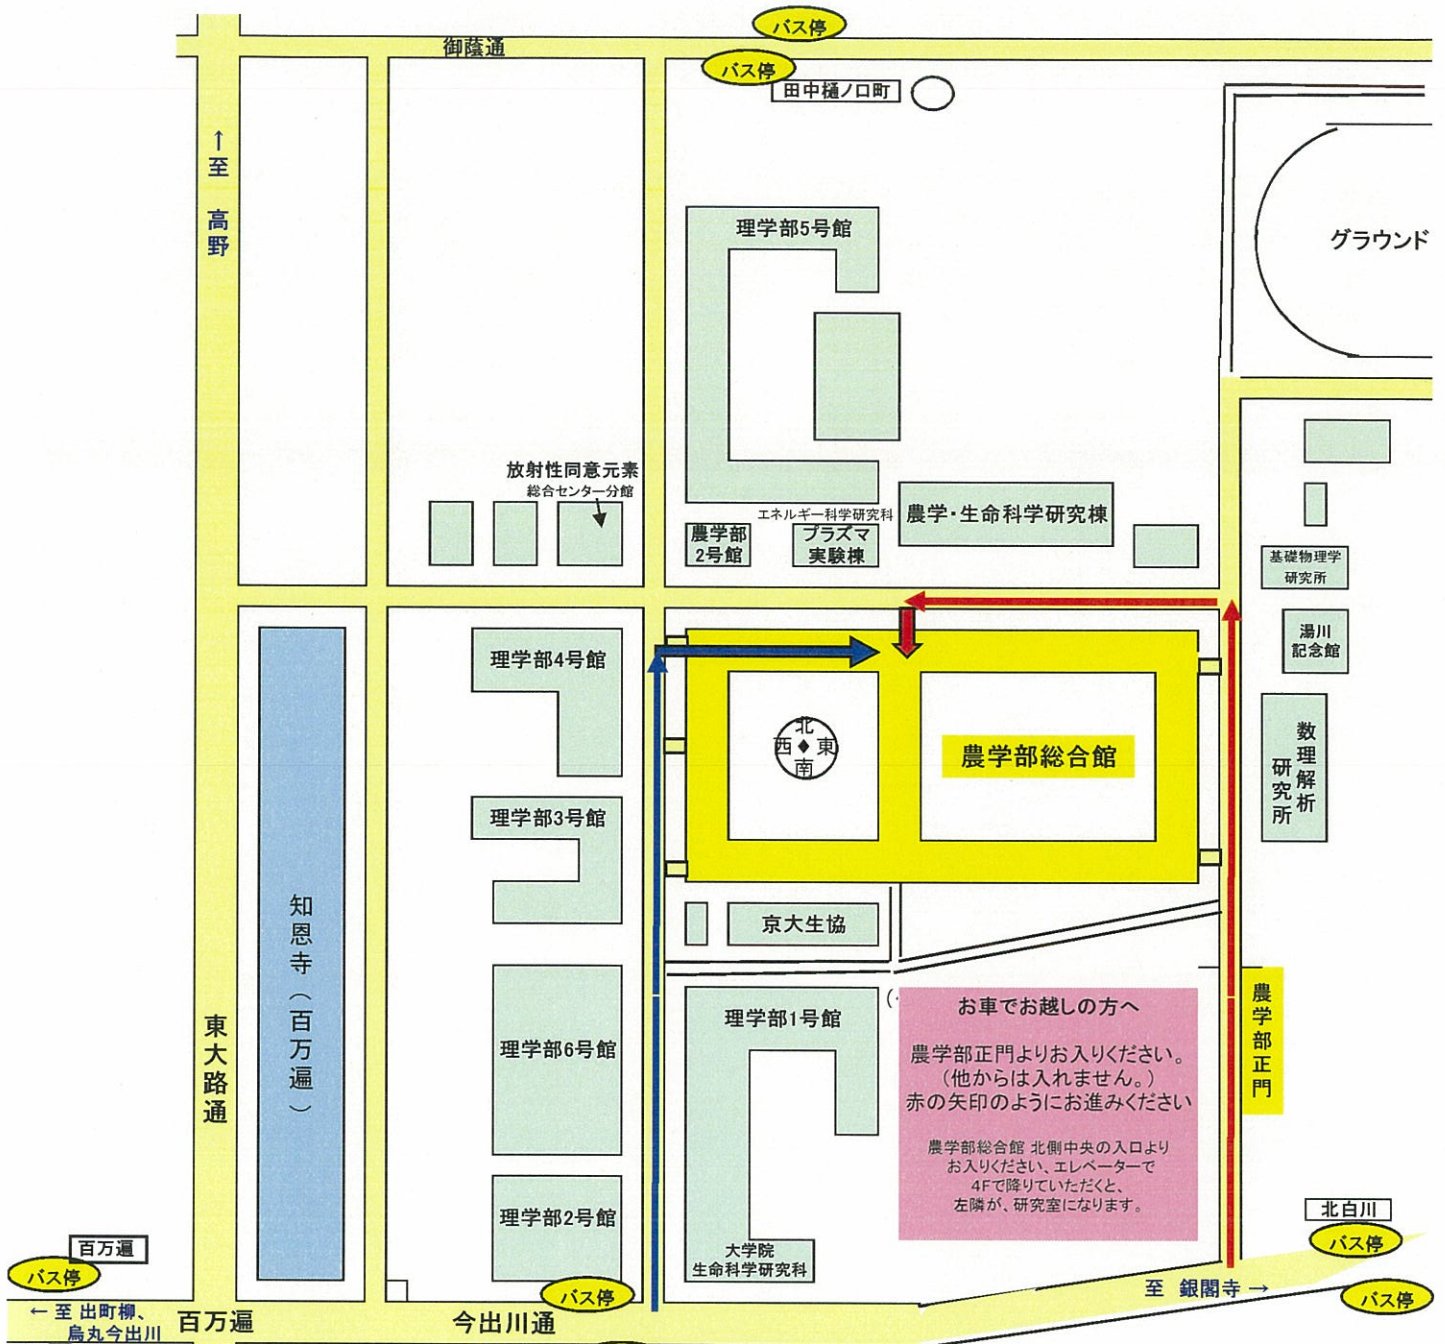 バス停
御蔭通
バス停
田中樋ノ口町
↑至 高野
理学部5号館
グラウンド
放射性同意元素
総合センター分館
エネルギー科学研究科
農学・生命科学研究棟
農学部
2号館
プラズマ
実験棟
基礎物理学
研究所
理学部4号館
湯川
記念館
北
西◆東
南
農学部総合館
数理解析
研究所
理学部3号館
知恩寺(百万遍)
京大生協
(
農学部正門
お車でお越しの方へ
農学部正門よりお入りください。
(他からは入れません。)
赤の矢印のようにお進みください
農学部総合館 北側中央の入口より
お入りください、エレベーターで
4Fで降りていただくと、
左隣が、研究室になります。
理学部1号館
東大路通
理学部6号館
理学部2号館
大学院
生命科学研究科
北白川
バス停
百万遍
バス停
バス停
至 銀閣寺 →
バス停
← 至 出町柳、
烏丸今出川
百万遍
今出川通